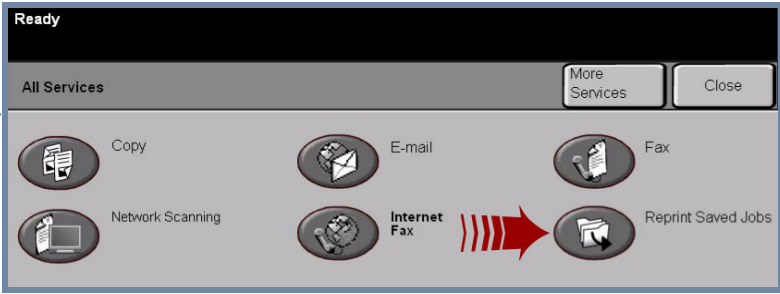 Ready
All Services
More
Services
Close
Copy
E-mail
Fax
Network Scanning
Internet
Fax
Reprint Saved Jobs